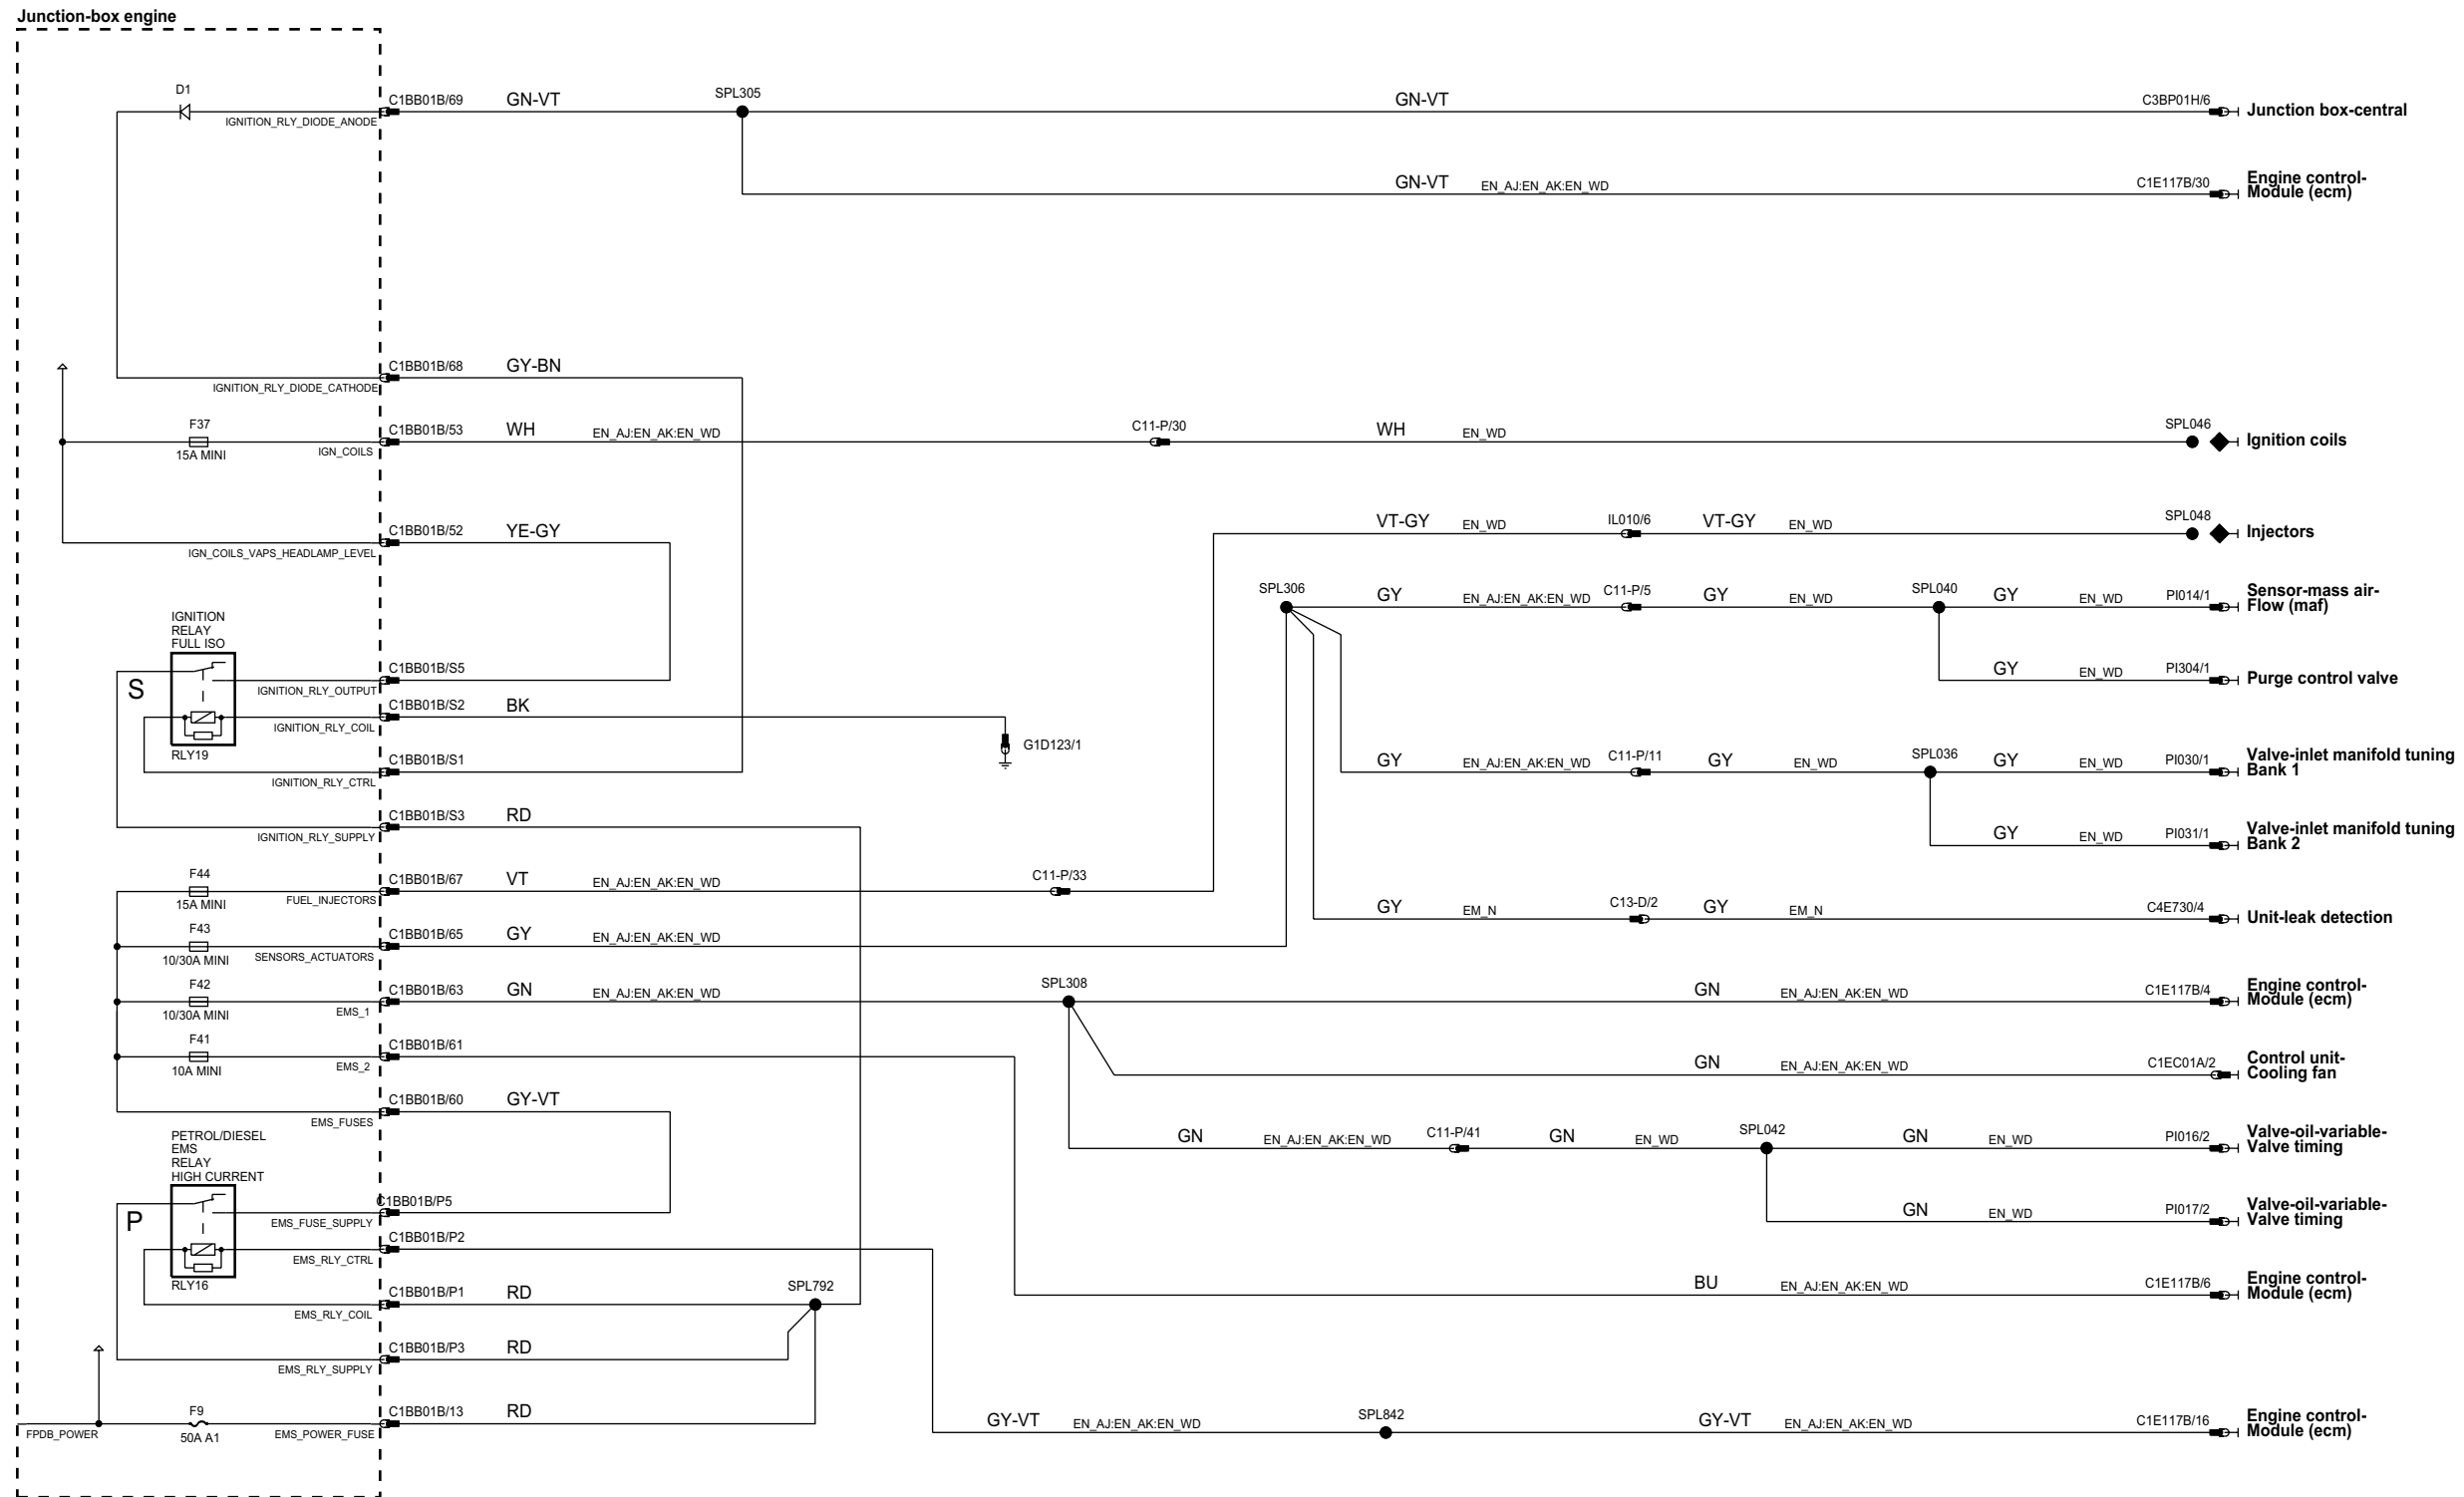 Junction-box engine
D1
C1BB01B/69 GN-VT SPL305 GN-VT C3BP01H/6 Junction box-central
IGNITION_RLY_DIODE_ANODE
GN-VT EN_AJ:EN_AK:EN_WD C1E117B/30 Engine control-
Module (ecm)
C1BB01B/68 GY-BN
IGNITION_RLY_DIODE_CATHODE
F37 C1BB01B/53 WH EN_AJ:EN_AK:EN_WD C11-P/30 WH EN_WD SPL046 Ignition coils
15A MINI IGN_COILS
C1BB01B/52 YE-GY VT-GY EN_WD IL010/6 VT-GY EN_WD SPL048 Injectors
IGN_COILS_VAPS_HEADLAMP_LEVEL
SPL306 GY EN_AJ:EN_AK:EN_WD C11-P/5 GY EN_WD SPL040 GY EN_WD PI014/1 Sensor-mass air-
Flow (maf)
IGNITION
RELAY
FULL ISO
S
C1BB01B/S5 GY EN_WD PI304/1 Purge control valve
IGNITION_RLY_OUTPUT
C1BB01B/S2 BK G1D123/1
IGNITION_RLY_COIL
RLY19
C1BB01B/S1 GY EN_AJ:EN_AK:EN_WD C11-P/11 GY EN_WD SPL036 GY EN_WD PI030/1 Valve-inlet manifold tuning
Bank 1
IGNITION_RLY_CTRL
C1BB01B/S3 RD GY EN_WD PI031/1 Valve-inlet manifold tuning
Bank 2
IGNITION_RLY_SUPPLY
F44 C1BB01B/67 VT EN_AJ:EN_AK:EN_WD C11-P/33
15A MINI FUEL_INJECTORS
GY EM_N C13-D/2 GY EM_N C4E730/4 Unit-leak detection
F43 C1BB01B/65 GY EN_AJ:EN_AK:EN_WD
10/30A MINI SENSORS_ACTUATORS
F42 C1BB01B/63 GN EN_AJ:EN_AK:EN_WD SPL308 GN EN_AJ:EN_AK:EN_WD C1E117B/4 Engine control-
Module (ecm)
10/30A MINI EMS_1
F41 C1BB01B/61 GN EN_AJ:EN_AK:EN_WD C1EC01A/2 Control unit-
Cooling fan
10A MINI EMS_2
C1BB01B/60 GY-VT
EMS_FUSES
PETROL/DIESEL
EMS
RELAY
HIGH CURRENT
GN EN_AJ:EN_AK:EN_WD C11-P/41 GN EN_WD SPL042 GN EN_WD PI016/2 Valve-oil-variable-
Valve timing
P
C1BB01B/P5 GN EN_WD PI017/2 Valve-oil-variable-
Valve timing
EMS_FUSE_SUPPLY
C1BB01B/P2
EMS_RLY_CTRL
RLY16
C1BB01B/P1 RD SPL792 BU EN_AJ:EN_AK:EN_WD C1E117B/6 Engine control-
Module (ecm)
EMS_RLY_COIL
C1BB01B/P3 RD
EMS_RLY_SUPPLY
F9 C1BB01B/13 RD GY-VT EN_AJ:EN_AK:EN_WD SPL842 GY-VT EN_AJ:EN_AK:EN_WD C1E117B/16 Engine control-
Module (ecm)
FPDB_POWER 50A A1 EMS_POWER_FUSE